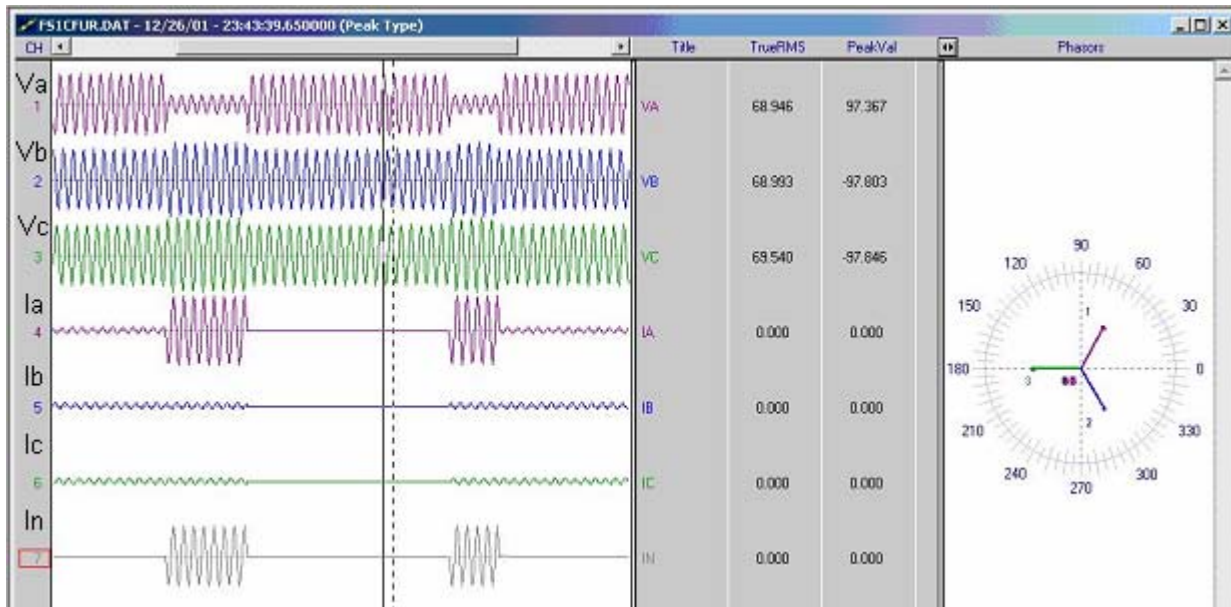 FS1CFUR.DAT - 12/26/01 - 23:43:39.650000 (Peak Type)
CH Title TrueRMS PeakVal Phasors
Va
1 VA 68.946 97.367
Vb
2 VB 68.993 -97.803
Vc
3 VC 69.540 -97.846
Ia
4 IA 0.000 0.000
Ib
5 IB 0.000 0.000
Ic
6 IC 0.000 0.000
In
7 IN 0.000 0.000
90
120 60
150 30
1
180 0
3
2
210 330
240 300
270